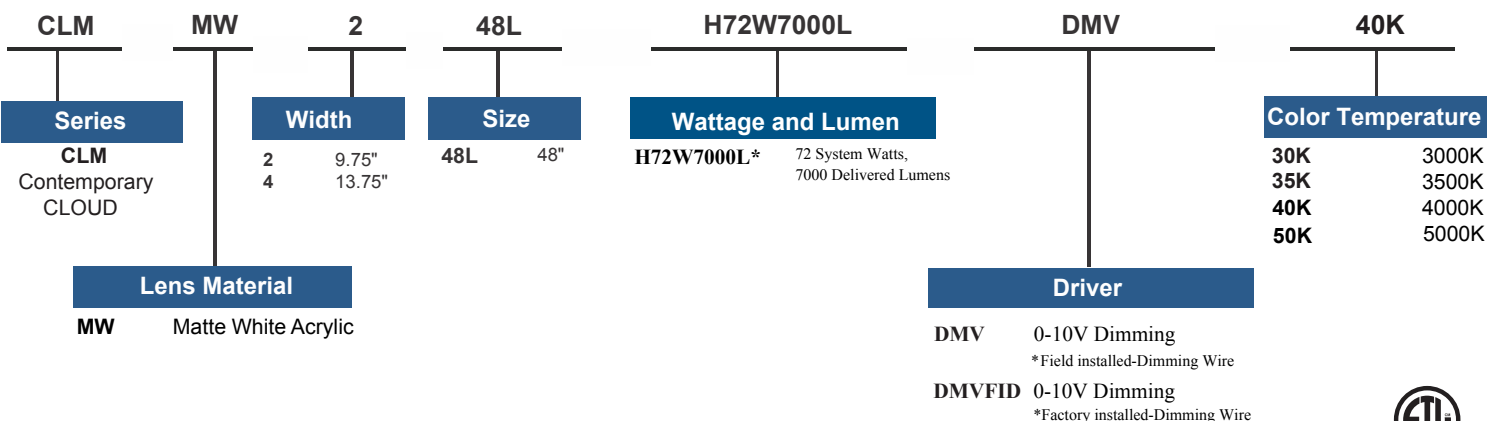 CLM MW 2 48L H72W7000L DMV 40K
Series
CLM
Contemporary
CLOUD
Lens Material
MW Matte White Acrylic
Width
2 9.75"
4 13.75"
Size
48L 48"
Wattage and Lumen
H72W7000L* 72 System Watts,
7000 Delivered Lumens
Driver
DMV 0-10V Dimming
*Field installed-Dimming Wire
DMVFID 0-10V Dimming
*Factory installed-Dimming Wire
Color Temperature
30K 3000K
35K 3500K
40K 4000K
50K 5000K